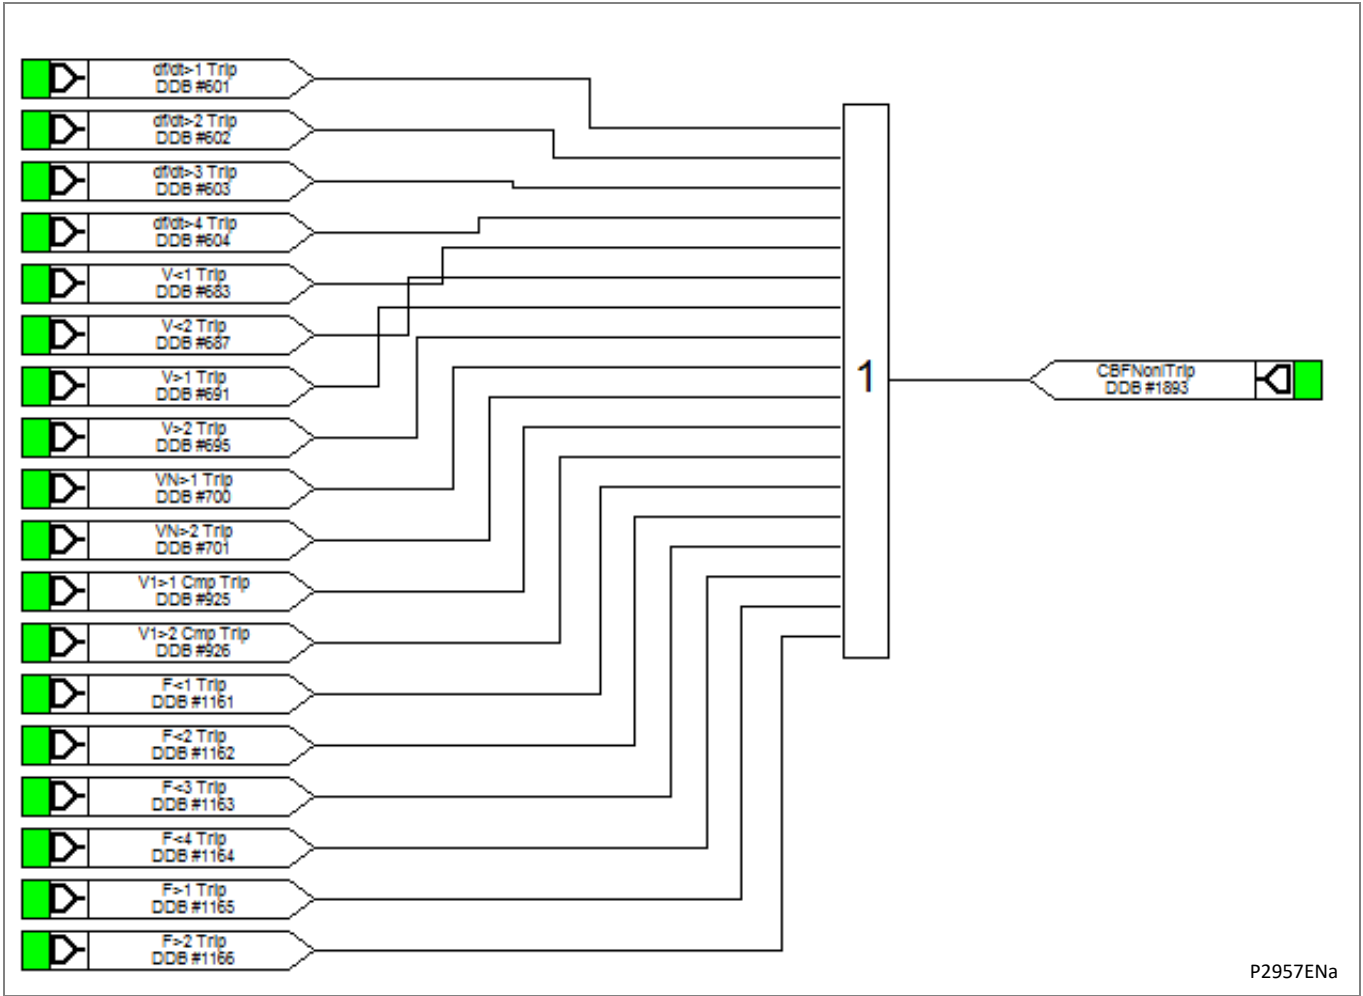 df/dt>1 Trip
DDB #601
df/dt>2 Trip
DDB #602
df/dt>3 Trip
DDB #603
df/dt>4 Trip
DDB #604
V<1 Trip
DDB #683
V<2 Trip
DDB #687
V>1 Trip
DDB #691
V>2 Trip
DDB #695
VN>1 Trip
DDB #700
VN>2 Trip
DDB #701
V1>1 Cmp Trip
DDB #925
V1>2 Cmp Trip
DDB #926
F<1 Trip
DDB #1161
F<2 Trip
DDB #1162
F<3 Trip
DDB #1163
F<4 Trip
DDB #1164
F>1 Trip
DDB #1165
F>2 Trip
DDB #1166
1
CBFNonITrip
DDB #1893
P2957ENa